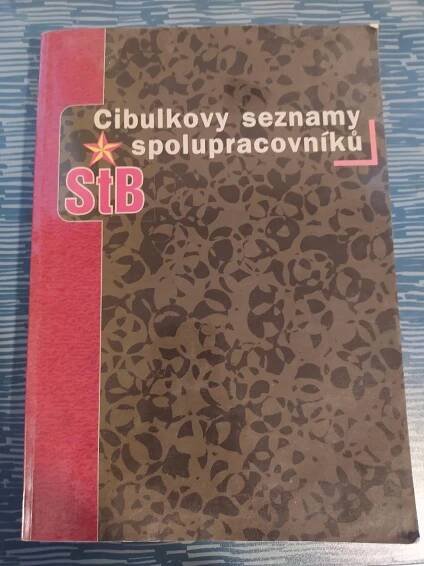 Cibulkovy seznamy
spolupracovníků
StB